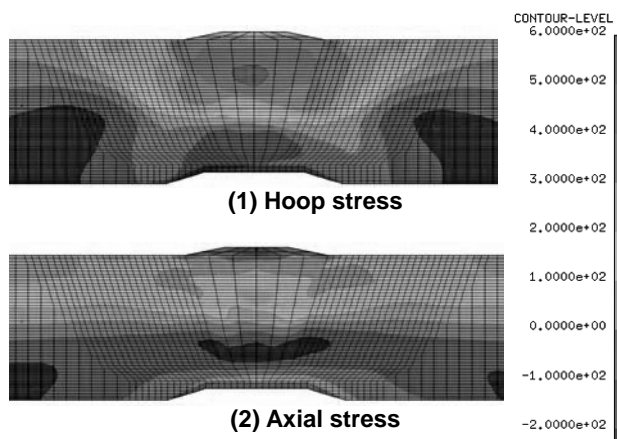 CONTOUR-LEVEL
6.0000e+02
5.0000e+02
4.0000e+02
3.0000e+02
2.0000e+02
1.0000e+02
0.0000e+00
-1.0000e+02
-2.0000e+02
(1) Hoop stress
(2) Axial stress